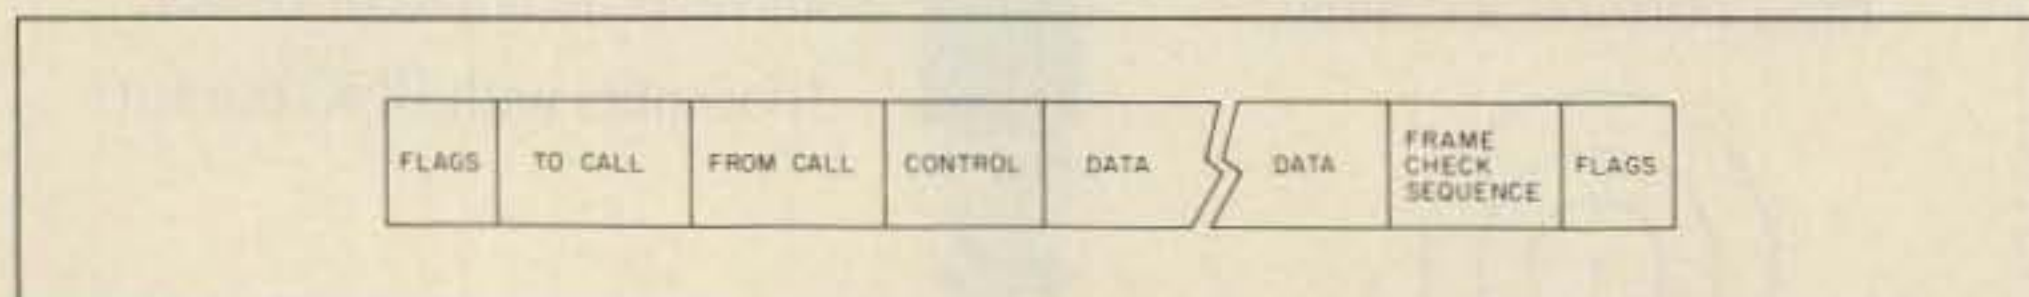 FLAGS
TO CALL
FROM CALL
CONTROL
DATA
DATA
FRAME
CHECK
SEQUENCE
FLAGS